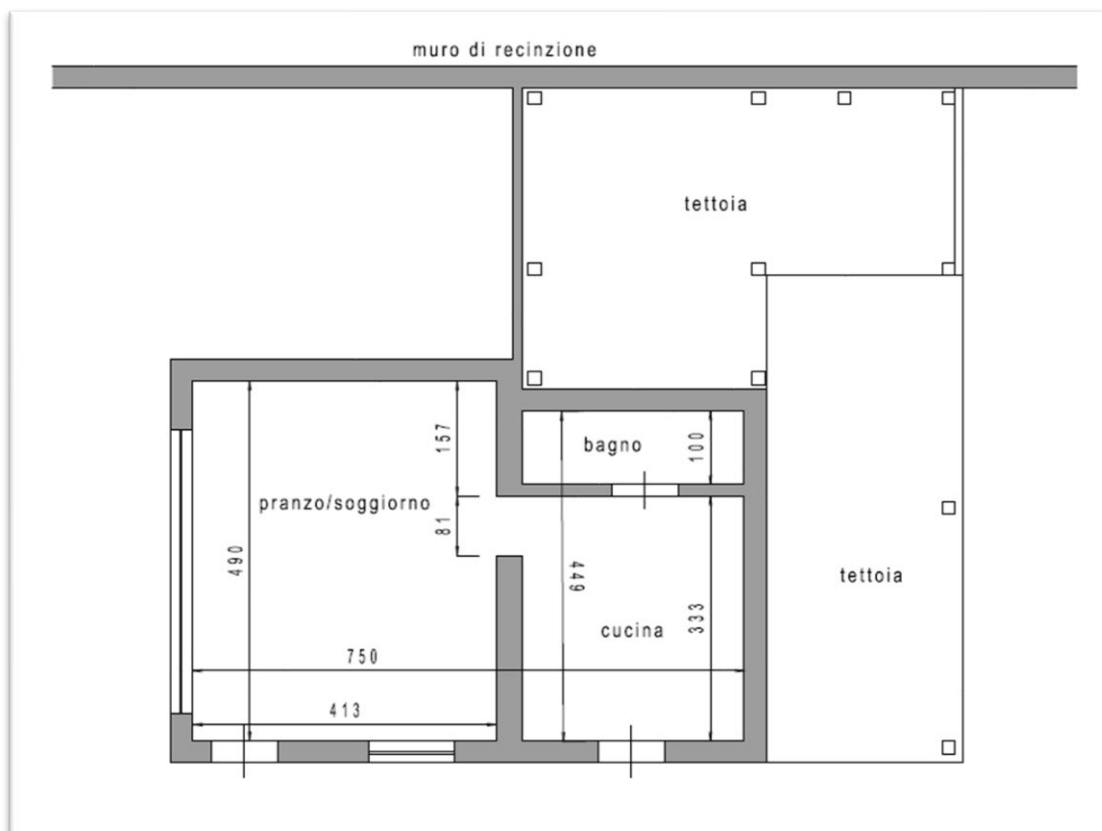 muro di recinzione
tettoia
157
bagno
100
pranzo/soggiorno
81
490
449
tettoia
333
cucina
750
413